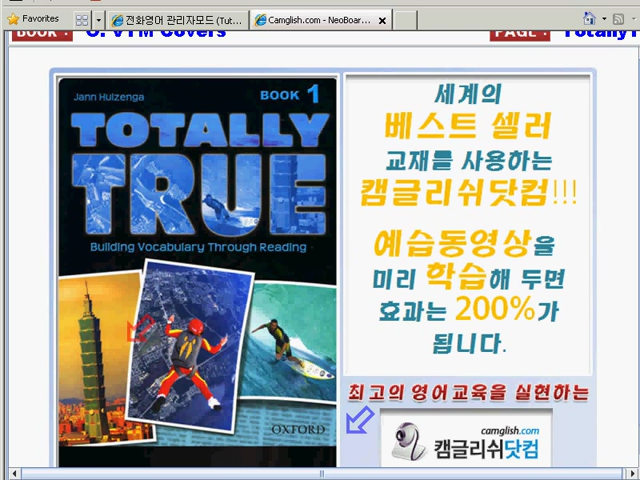 Favorites
전화영어 관리자모드 (Tut...
Camglish.com - NeoBoar...
BOOK :
O. VTM Covers
PAGE :
Jann Huizenga
BOOK 1
TOTALLY
TRUE
Building Vocabulary Through Reading
OXFORD
세계의
베스트 셀러
교재를 사용하는
캠글리쉬닷컴!!!
예습동영상을
미리 학습해 두면
효과는 200%가
됩니다.
최고의 영어교육을 실현하는
camglish.com
캠글리쉬닷컴